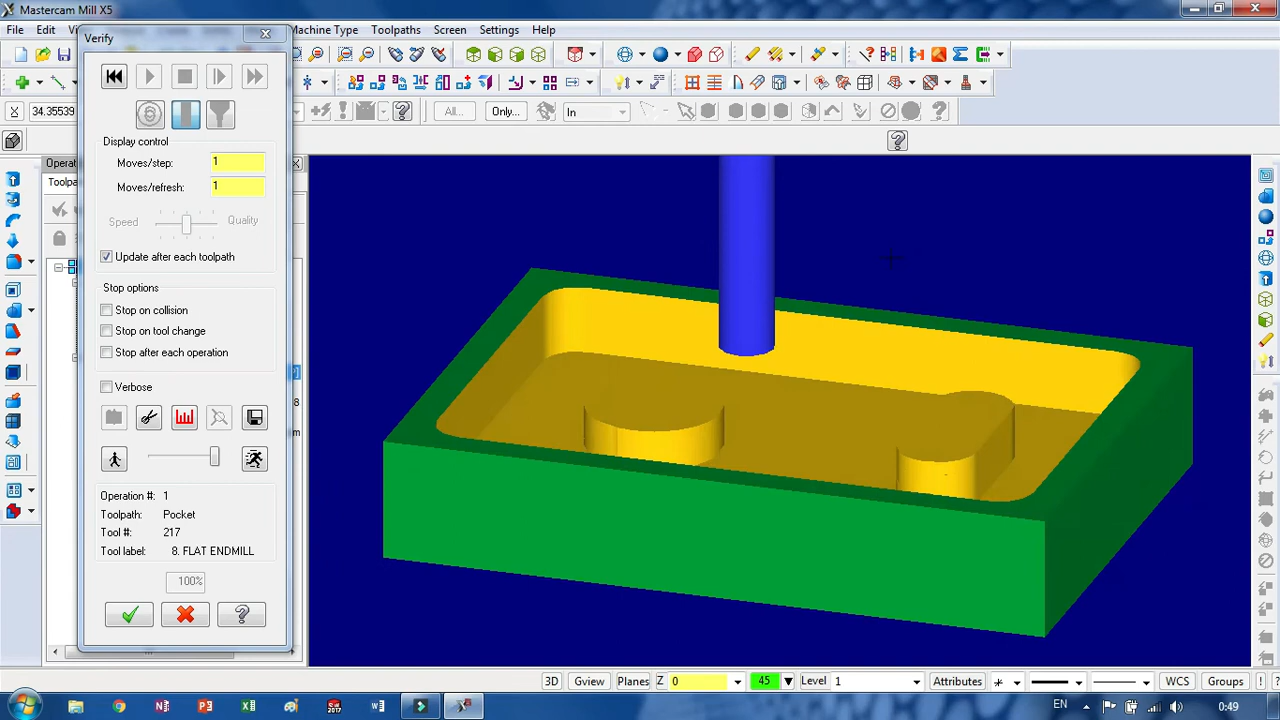 Mastercam Mill X5
File Edit Machine Type Toolpaths Screen Settings Help
Verify
X 34.35539 All... Only... In
Display control
Moves/step: 1
Moves/refresh: 1
Speed Quality
Update after each toolpath
Stop options
Stop on collision
Stop on tool change
Stop after each operation
Verbose
Operation #: 1
Toolpath: Pocket
Tool #: 217
Tool label: 8. FLAT ENDMILL
100%
3D Gview Planes Z 0 45 Level 1 Attributes WCS Groups ! ?
EN 0:49